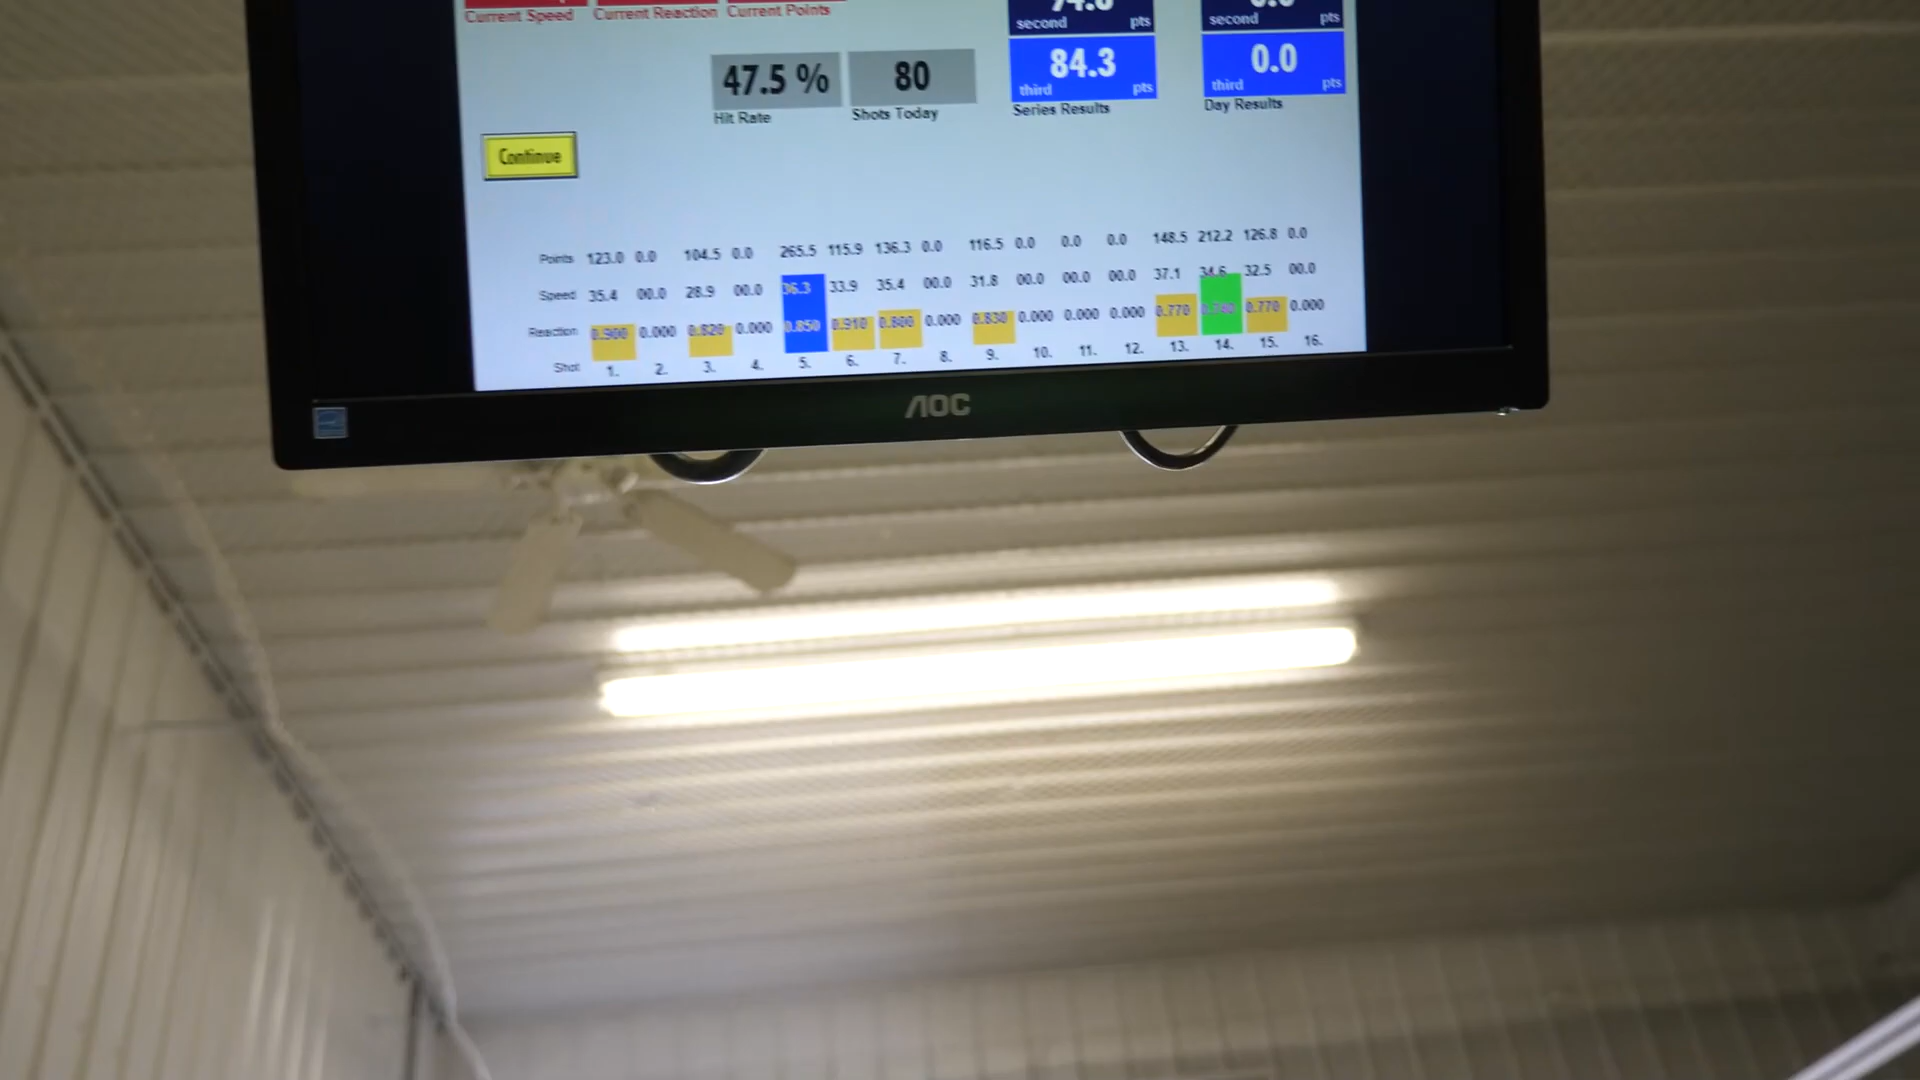 Current Speed Current Reaction Current Points
second pts
second pts
47.5 %
80
84.3
third pts
0.0
third pts
Hit Rate
Shots Today
Series Results
Day Results
Continue
Points 123.0 0.0 104.5 0.0 265.5 115.9 136.3 0.0 116.5 0.0 0.0 0.0 148.5 212.2 126.8 0.0
Speed 35.4 00.0 28.9 00.0 36.3 33.9 35.4 00.0 31.8 00.0 00.0 00.0 37.1 34.6 32.5 00.0
Reaction 0.900 0.000 0.820 0.000 0.850 0.910 0.800 0.000 0.830 0.000 0.000 0.000 0.770 0.770 0.000
Shot 1. 2. 3. 4. 5. 6. 7. 8. 9. 10. 11. 12. 13. 14. 15. 16.
AOC